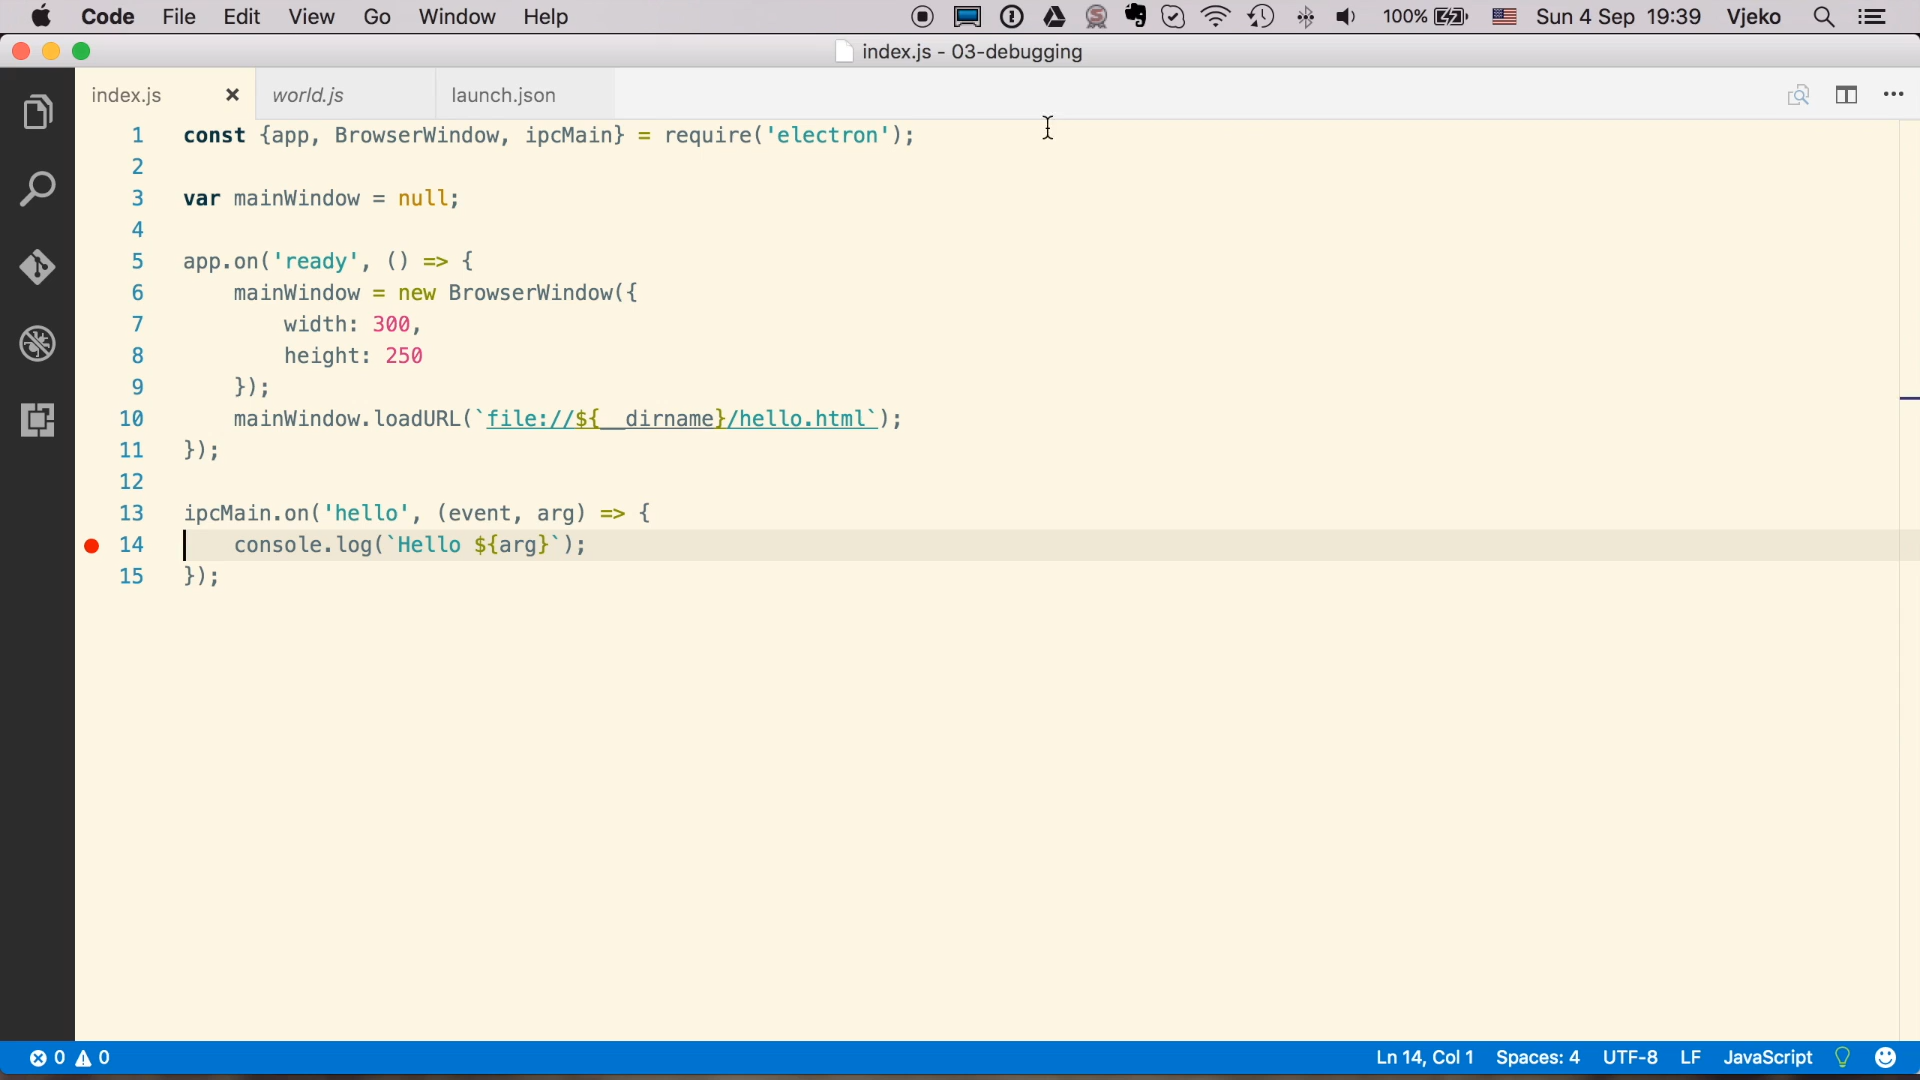 Code File Edit View Go Window Help 100% Sun 4 Sep 19:39 Vjeko
index.js - 03-debugging
index.js world.js launch.json
1 const {app, BrowserWindow, ipcMain} = require('electron');
2
3 var mainWindow = null;
4
5 app.on('ready', () => {
6 mainWindow = new BrowserWindow({
7 width: 300,
8 height: 250
9 });
10 mainWindow.loadURL(`file://${__dirname}/hello.html`);
11 });
12
13 ipcMain.on('hello', (event, arg) => {
14 console.log(`Hello ${arg}`);
15 });
0 0 Ln 14, Col 1 Spaces: 4 UTF-8 LF JavaScript